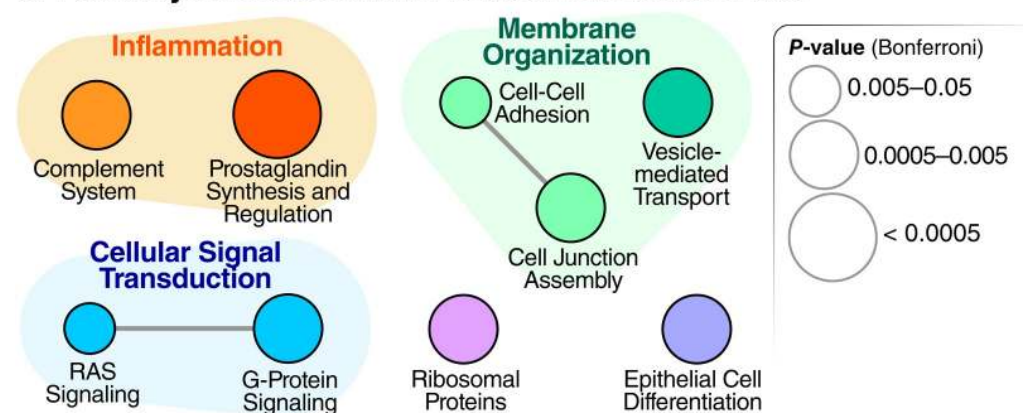 Inflammation
Complement
System
Prostaglandin
Synthesis and
Regulation
Membrane
Organization
Cell-Cell
Adhesion
Vesicle-
mediated
Transport
Cell Junction
Assembly
Cellular Signal
Transduction
RAS
Signaling
G-Protein
Signaling
Ribosomal
Proteins
Epithelial Cell
Differentiation
P-value (Bonferroni)
0.005–0.05
0.0005–0.005
< 0.0005